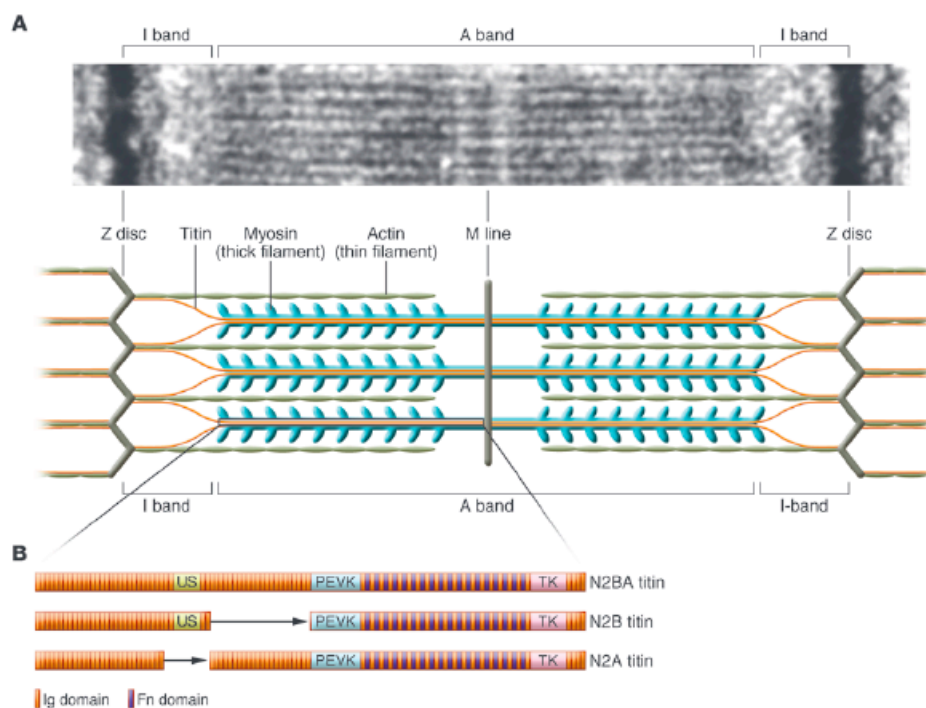 A
I band A band I band
Z disc Titin Myosin (thick filament) Actin (thin filament) M line Z disc
I band A band I-band
B
US PEVK TK N2BA titin
US PEVK TK N2B titin
PEVK TK N2A titin
Ig domain Fn domain